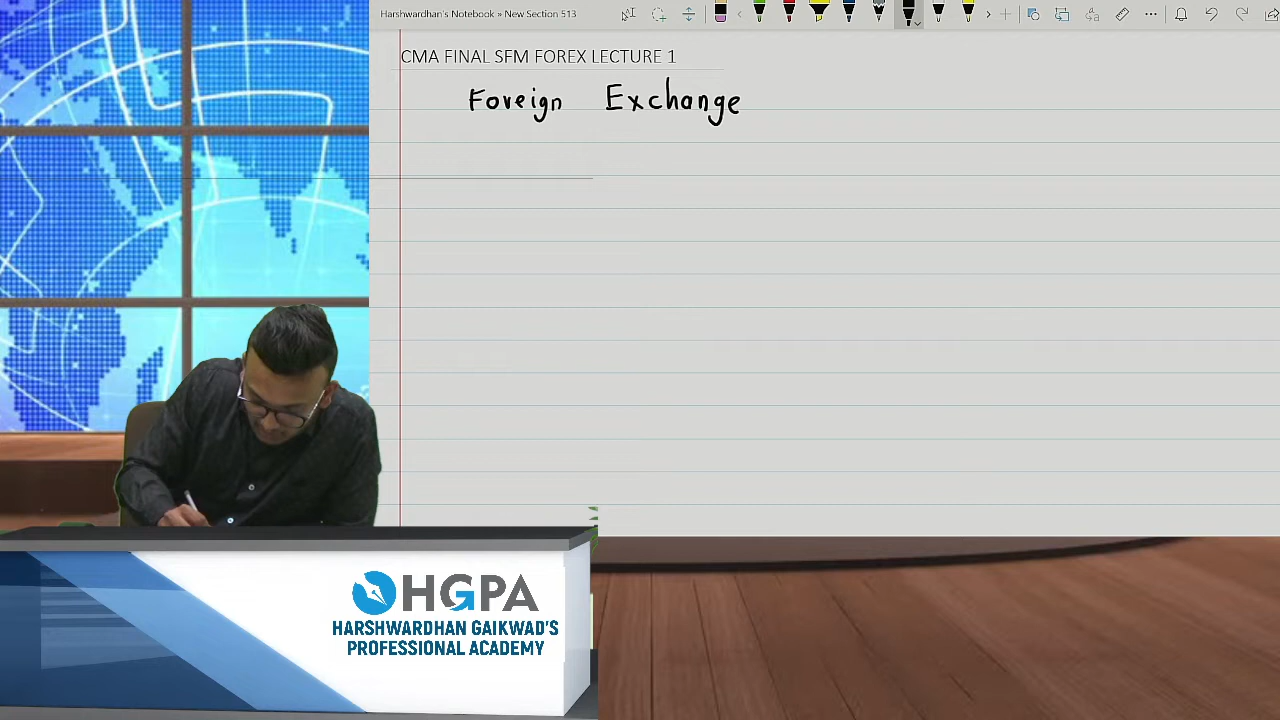 Harshwardhan's Notebook » New Section 513
CMA FINAL SFM FOREX LECTURE 1
Foreign Exchange
HGPA
HARSHWARDHAN GAIKWAD'S
PROFESSIONAL ACADEMY